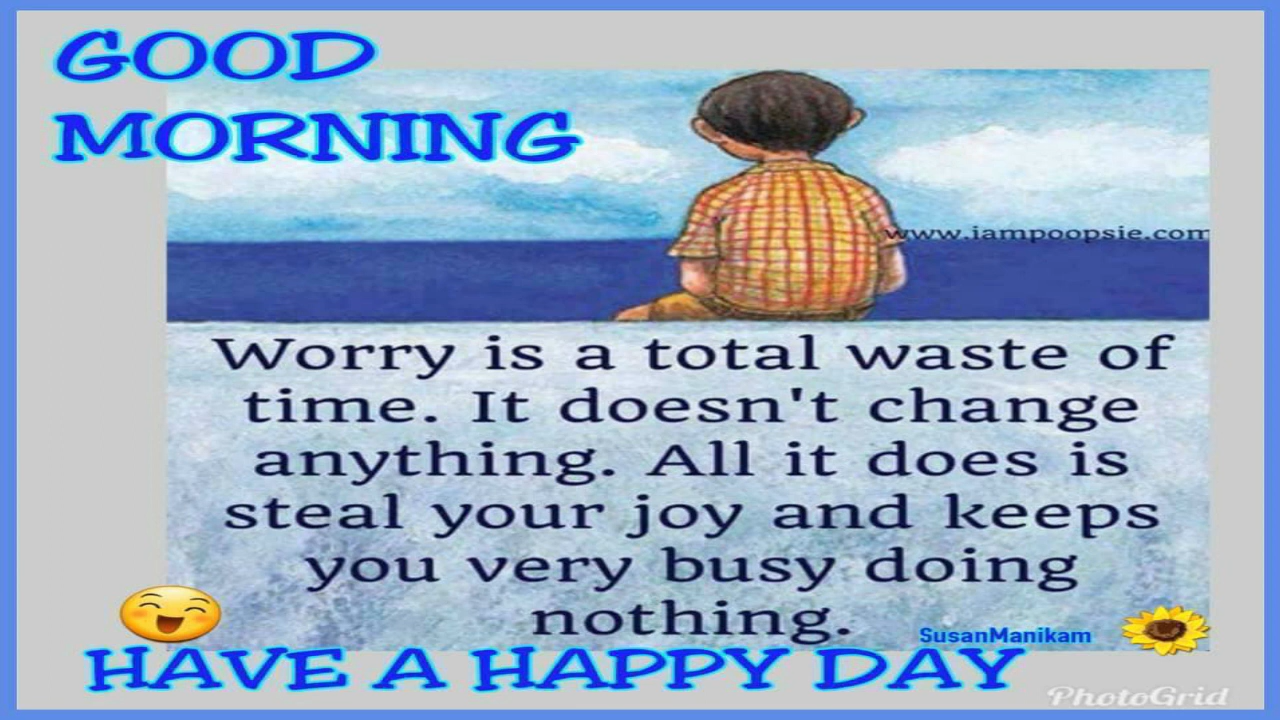 GOOD
MORNING
www.iampoopsie.com
Worry is a total waste of
time. It doesn't change
anything. All it does is
steal your joy and keeps
you very busy doing
nothing.
SusanManikam
HAVE A HAPPY DAY
PhotoGrid